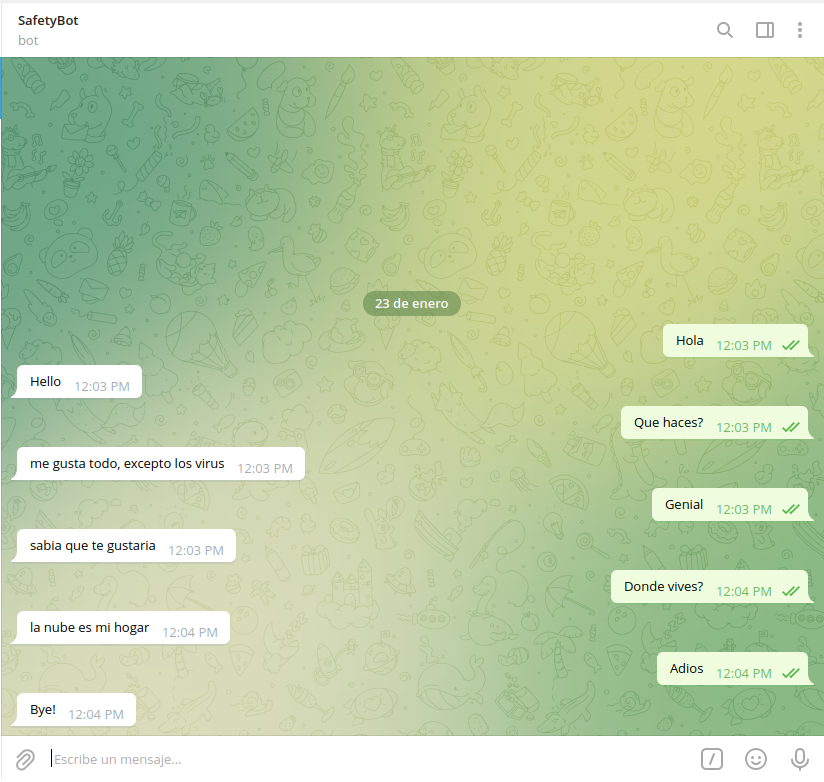 SafetyBot
bot
23 de enero
Hola 12:03 PM
Hello 12:03 PM
Que haces? 12:03 PM
me gusta todo, excepto los virus 12:03 PM
Genial 12:03 PM
sabia que te gustaria 12:03 PM
Donde vives? 12:04 PM
la nube es mi hogar 12:04 PM
Adios 12:04 PM
Bye! 12:04 PM
Escribe un mensaje...